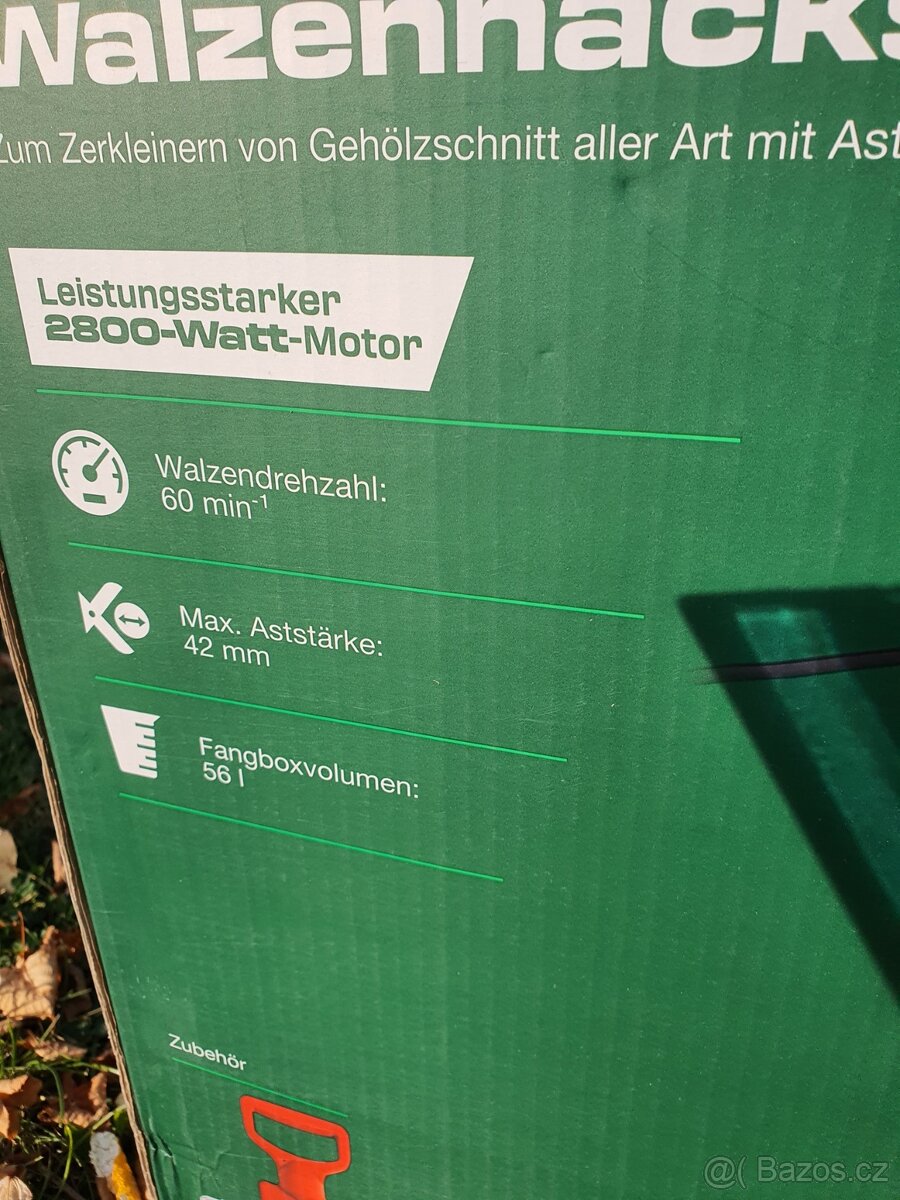 Walzenhäcks
Zum Zerkleinern von Gehölzschnitt aller Art mit Ast
Leistungsstarker
2800-Watt-Motor
Walzendrehzahl:
60 min⁻¹
Max. Aststärke:
42 mm
Fangboxvolumen:
56 l
Zubehör
@( Bazos.cz